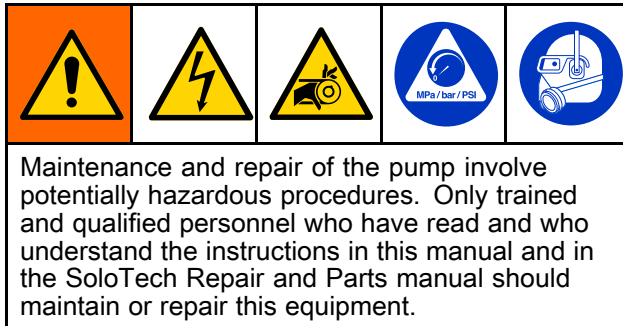 MPa / bar / PSI
Maintenance and repair of the pump involve
potentially hazardous procedures. Only trained
and qualified personnel who have read and who
understand the instructions in this manual and in
the SoloTech Repair and Parts manual should
maintain or repair this equipment.